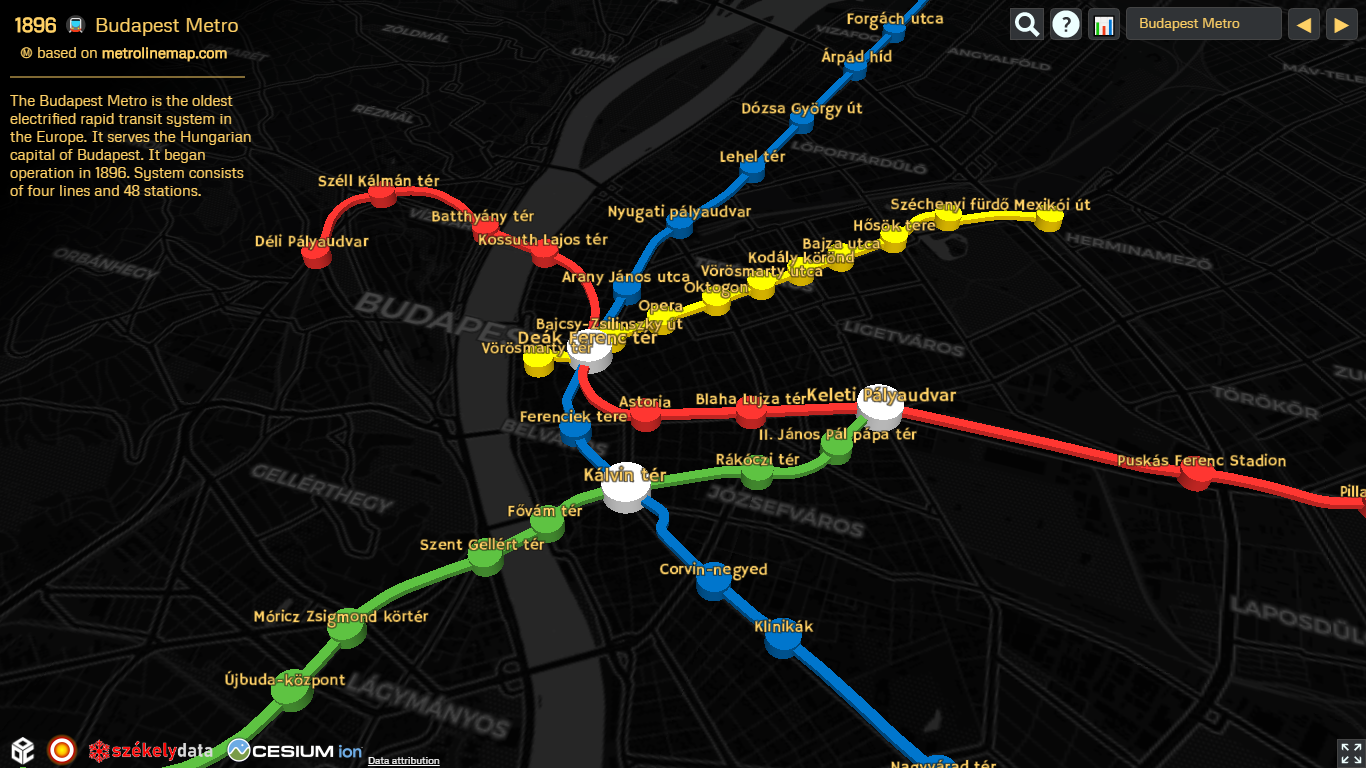 1896 Budapest Metro
Ⓜ based on metrolinemap.com
The Budapest Metro is the oldest
electrified rapid transit system in
the Europe. It serves the Hungarian
capital of Budapest. It began
operation in 1896. System consists
of four lines and 48 stations.
Budapest Metro
Forgách utca
VIZAFOGÓ
Árpád híd
ANGYALFÖLD
MÁV-TELE
ZÖLDMÁL
ÚJLAK
RÉZMÁL
Dózsa György út
LŐPORTÁRDŰLŐ
Lehel tér
Széll Kálmán tér
Batthyány tér
Nyugati pályaudvar
Széchenyi fürdő
Mexikói út
Hősök tere
Déli Pályaudvar
Kossuth Lajos tér
Bajza utca
HERMINAMEZŐ
ORBÁNHEGY
Kodály körönd
Vörösmarty utca
Arany János utca
Oktogon
Opera
BUDAPES
Bajcsy-Zsilinszky út
Deák Ferenc tér
Vörösmarty tér
LIGETVÁROS
ZUG
TÖRÖKŐR
Astoria
Blaha Lujza tér
Keleti Pályaudvar
Ferenciek tere
BELVÁROS
II. János Pál pápa tér
Rákóczi tér
Puskás Ferenc Stadion
Kálvin tér
Pilla
GELLÉRTHEGY
JÓZSEFVÁROS
Fővám tér
Szent Gellért tér
Corvin-negyed
Móricz Zsigmond körtér
Klinikák
LAPOSDŰL
Újbuda-központ
LÁGYMÁNYOS
székelydata
CESIUM ion
Data attribution
Nagyvárad tér